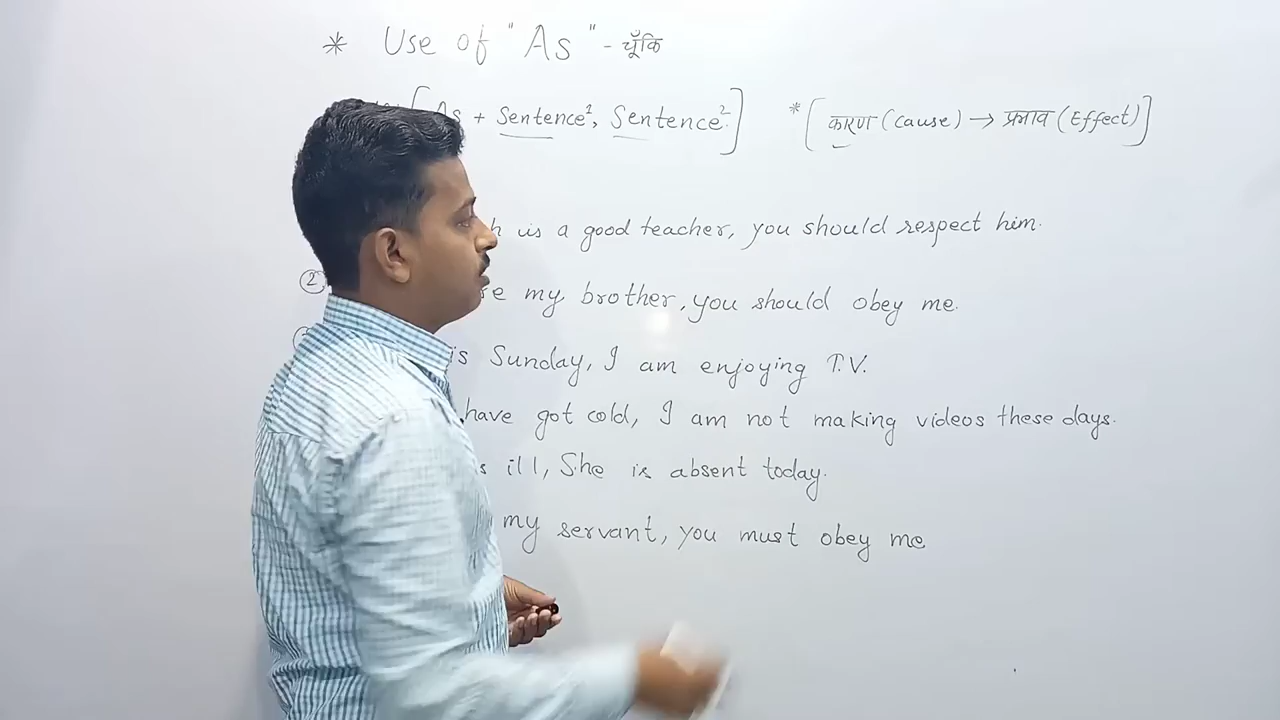 * Use of "As" - चूँकि
[As + Sentence¹, Sentence².] *[कारण (Cause) → प्रभाव (Effect)]
is a good teacher, you should respect him.
② my brother, you should obey me.
is Sunday, I am enjoying T.V.
have got cold, I am not making videos these days.
ill, She is absent today.
my servant, you must obey me